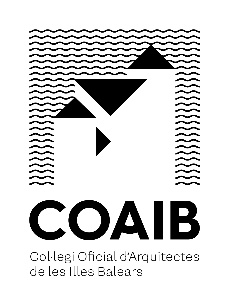 COAIB
Col·legi Oficial d'Arquitectes
de les Illes Balears